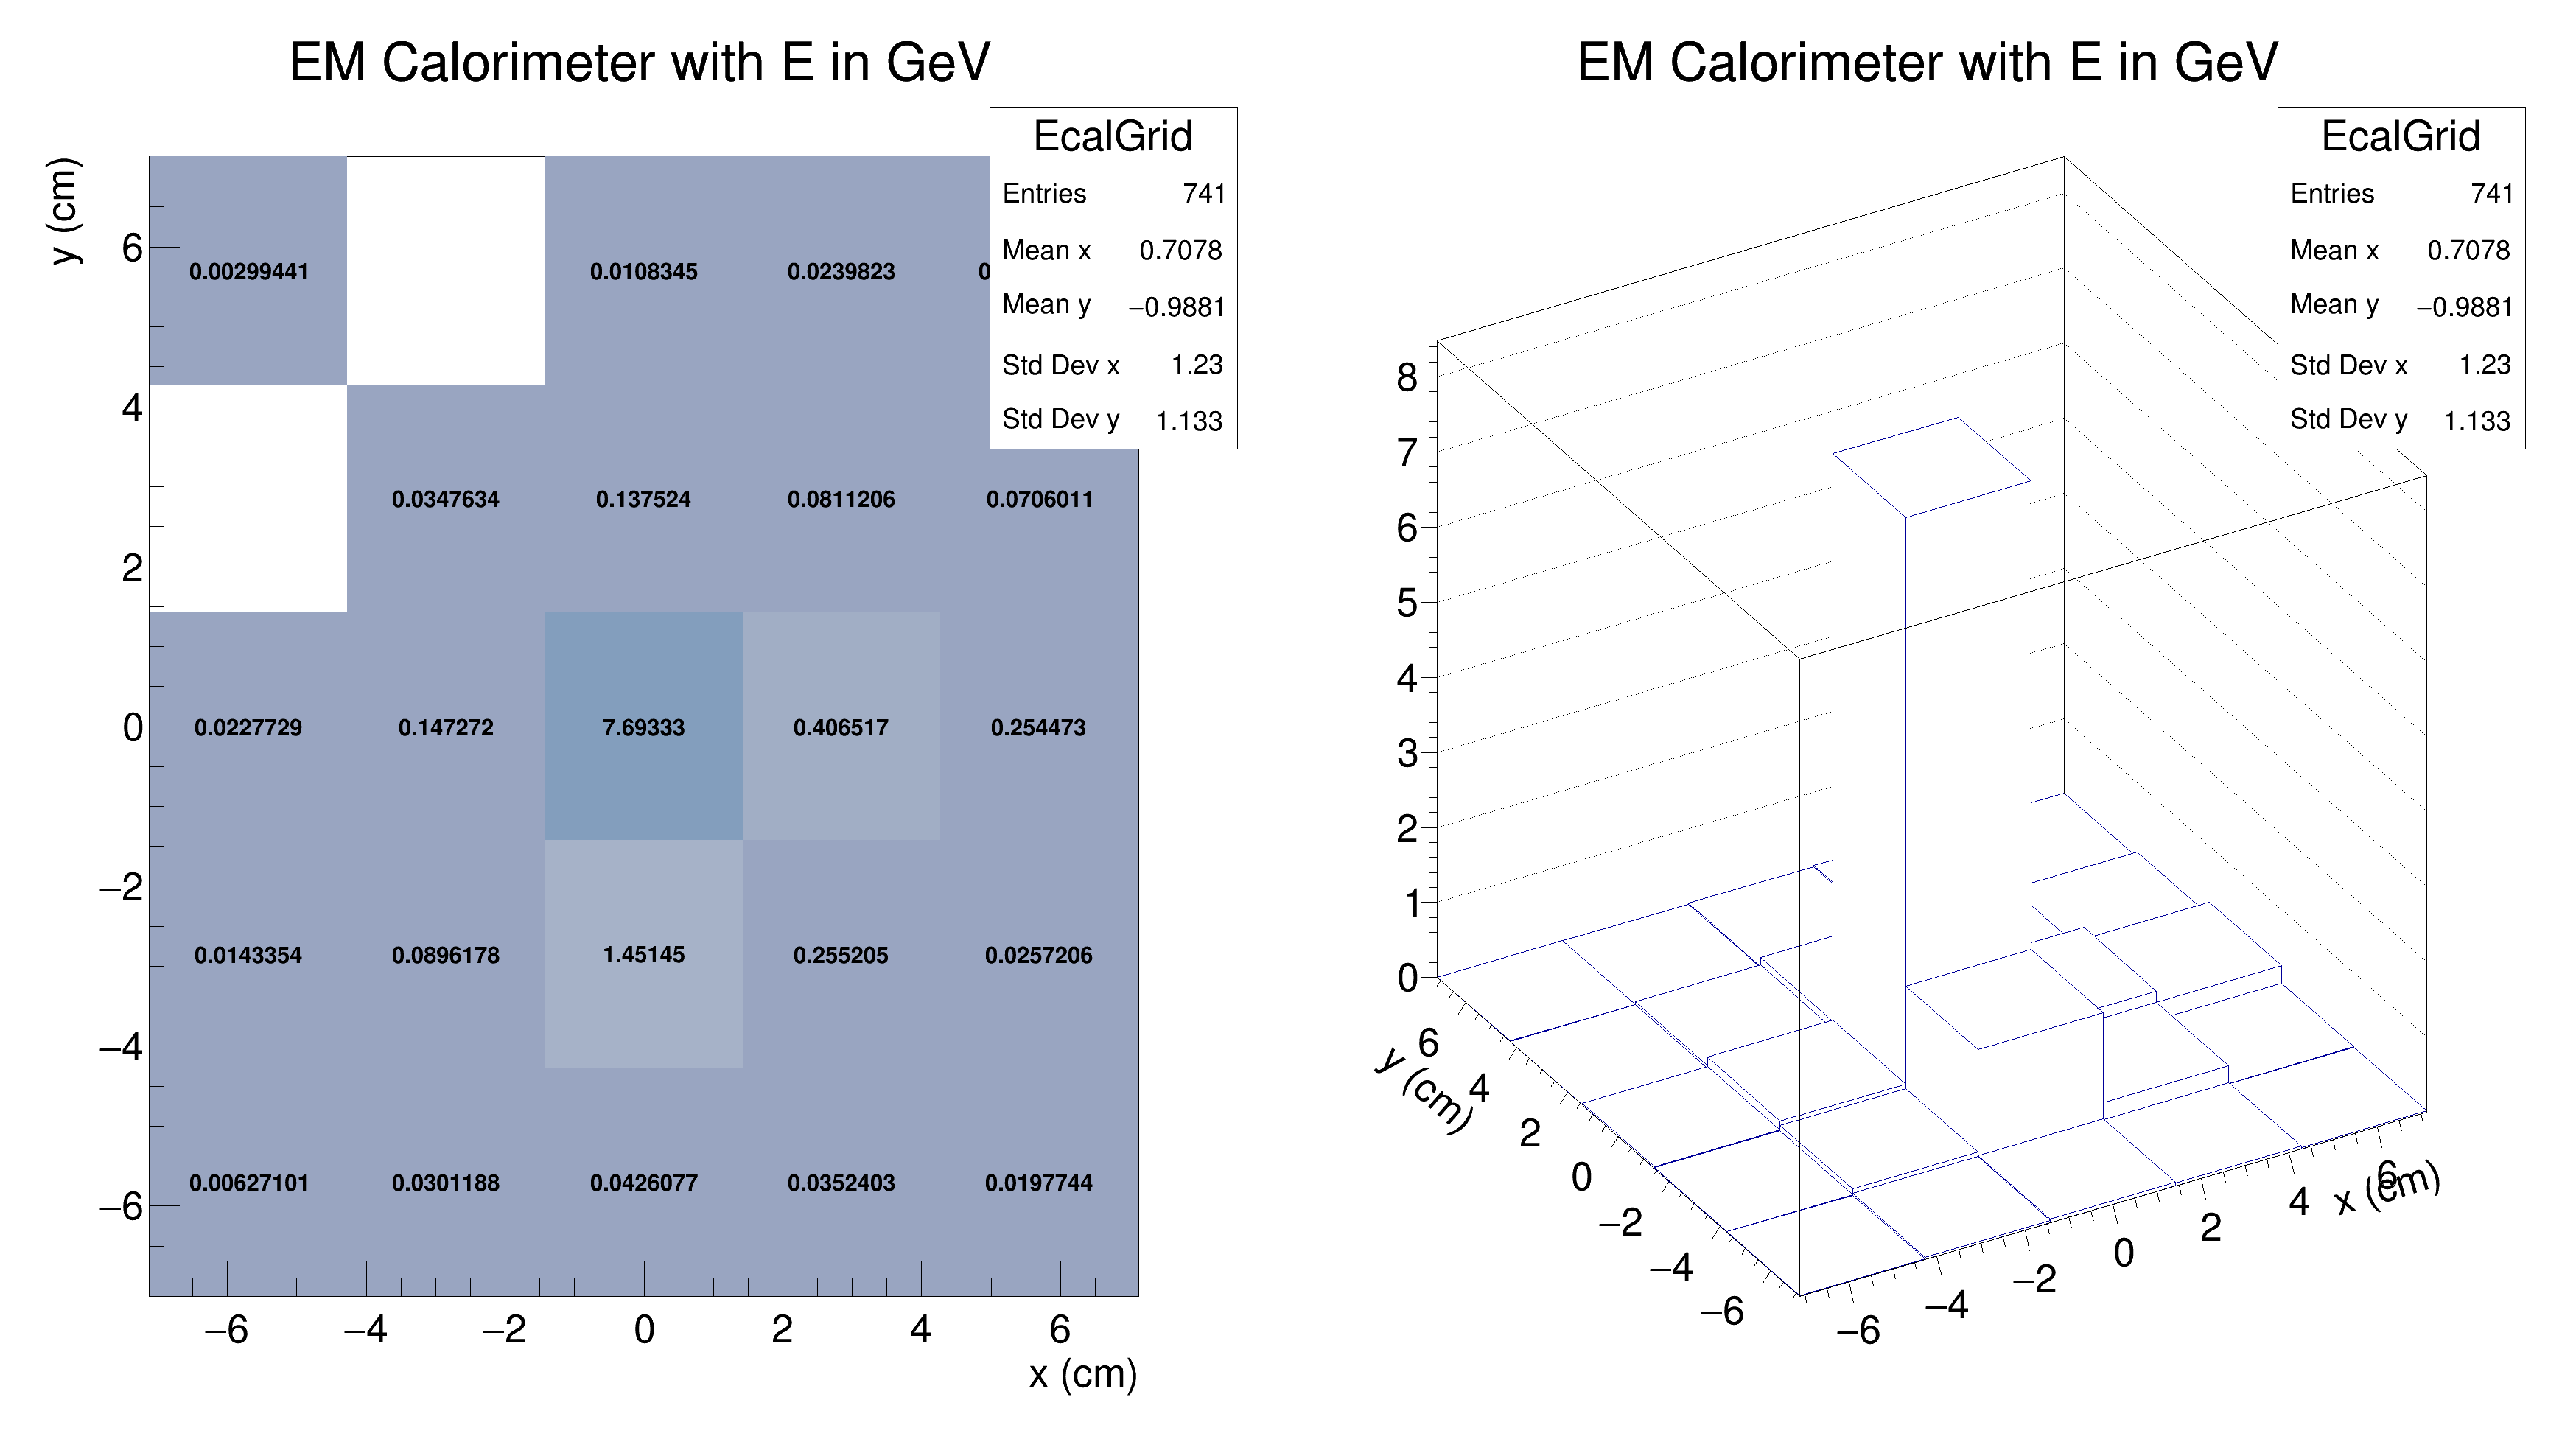 EM Calorimeter with E in GeV
EcalGrid
Entries 741
Mean x 0.7078
Mean y −0.9881
Std Dev x 1.23
Std Dev y 1.133
y (cm)
6
4
2
0
−2
−4
−6
0.00299441 0.0108345 0.0239823
0.0347634 0.137524 0.0811206 0.0706011
0.0227729 0.147272 7.69333 0.406517 0.254473
0.0143354 0.0896178 1.45145 0.255205 0.0257206
0.00627101 0.0301188 0.0426077 0.0352403 0.0197744
−6 −4 −2 0 2 4 6
x (cm)
EM Calorimeter with E in GeV
EcalGrid
Entries 741
Mean x 0.7078
Mean y −0.9881
Std Dev x 1.23
Std Dev y 1.133
8
7
6
5
4
3
2
1
0
6
4
2
0
−2
−4
−6
y (cm)
−6
−4
−2
0
2
4
6
x (cm)